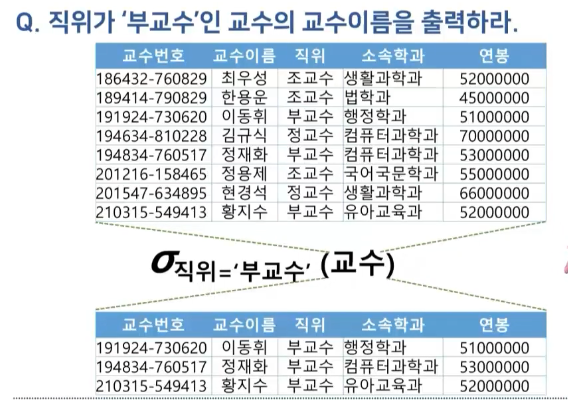 Q. 직위가 ‘부교수’인 교수의 교수이름을 출력하라.
교수번호 교수이름 직위 소속학과 연봉
186432-760829 최우성 조교수 생활과학과 52000000
189414-790829 한용운 조교수 법학과 45000000
191924-730620 이동휘 부교수 행정학과 51000000
194634-810228 김규식 정교수 컴퓨터과학과 70000000
194834-760517 정재화 부교수 컴퓨터과학과 53000000
201216-158465 정용제 조교수 국어국문학과 55000000
201547-634895 현경석 정교수 생활과학과 66000000
210315-549413 황지수 부교수 유아교육과 52000000
σ직위=‘부교수’ (교수)
교수번호 교수이름 직위 소속학과 연봉
191924-730620 이동휘 부교수 행정학과 51000000
194834-760517 정재화 부교수 컴퓨터과학과 53000000
210315-549413 황지수 부교수 유아교육과 52000000